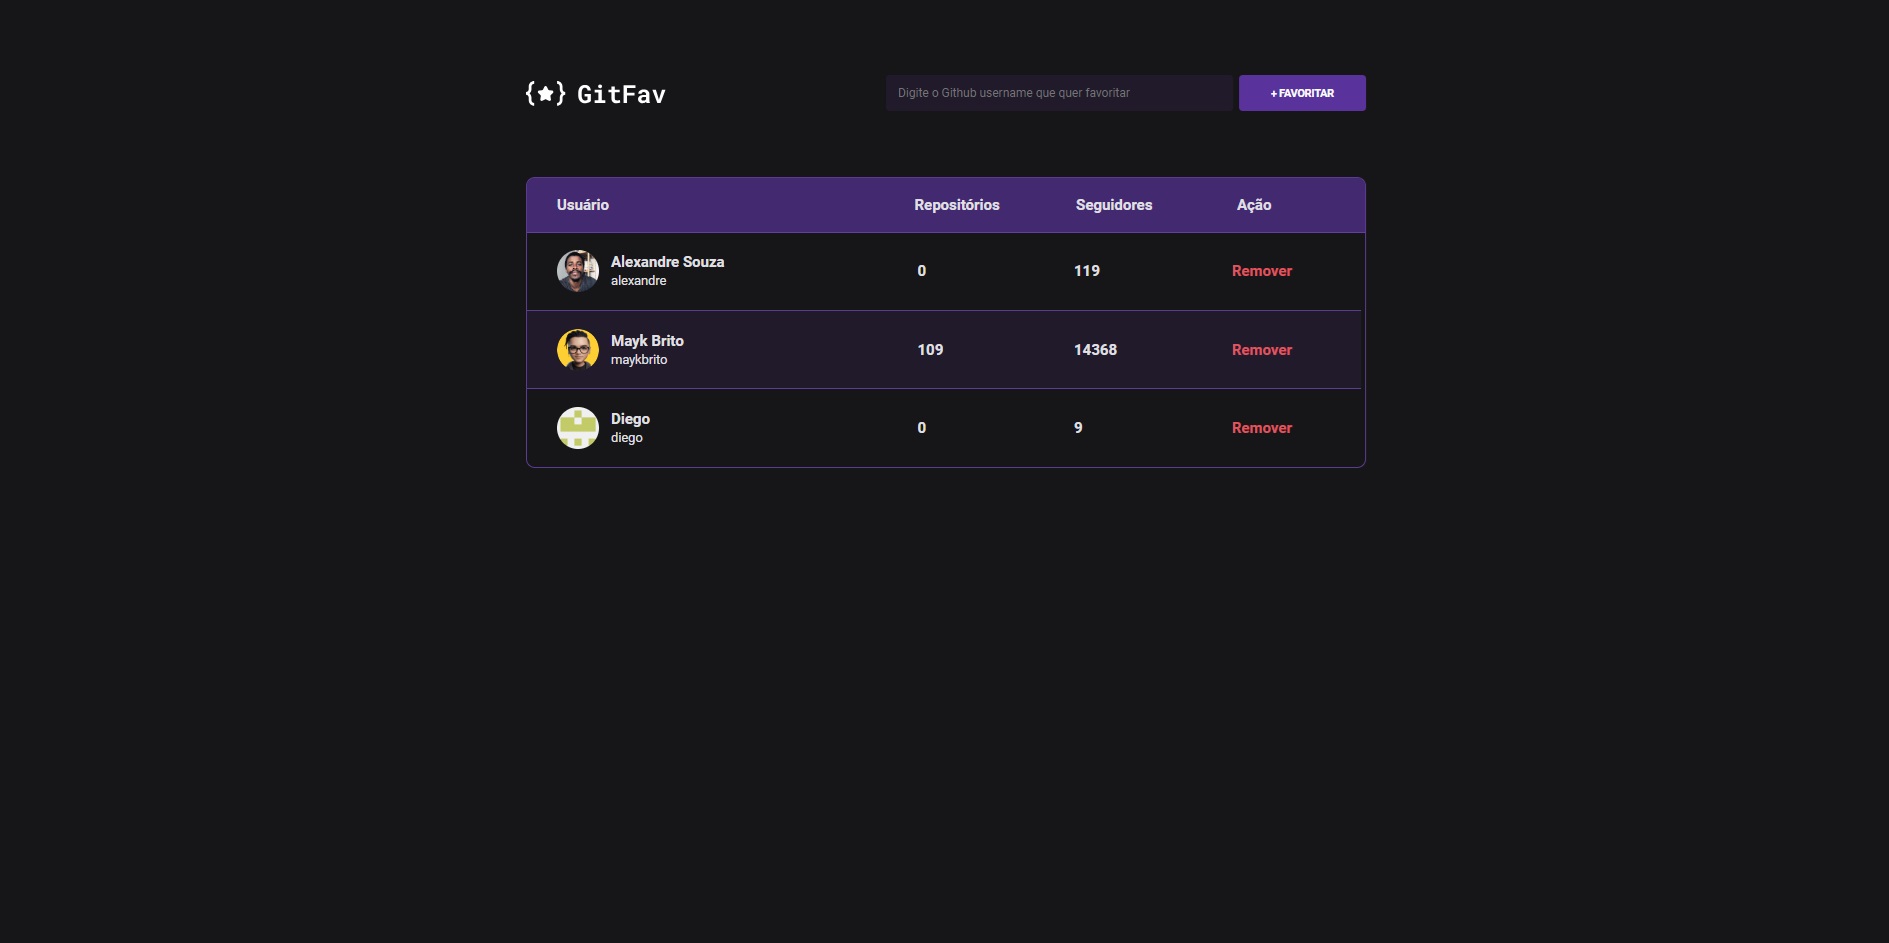 {★} GitFav
Digite o Github username que quer favoritar
+ FAVORITAR
Usuário Repositórios Seguidores Ação
Alexandre Souza
alexandre
0 119 Remover
Mayk Brito
maykbrito
109 14368 Remover
Diego
diego
0 9 Remover